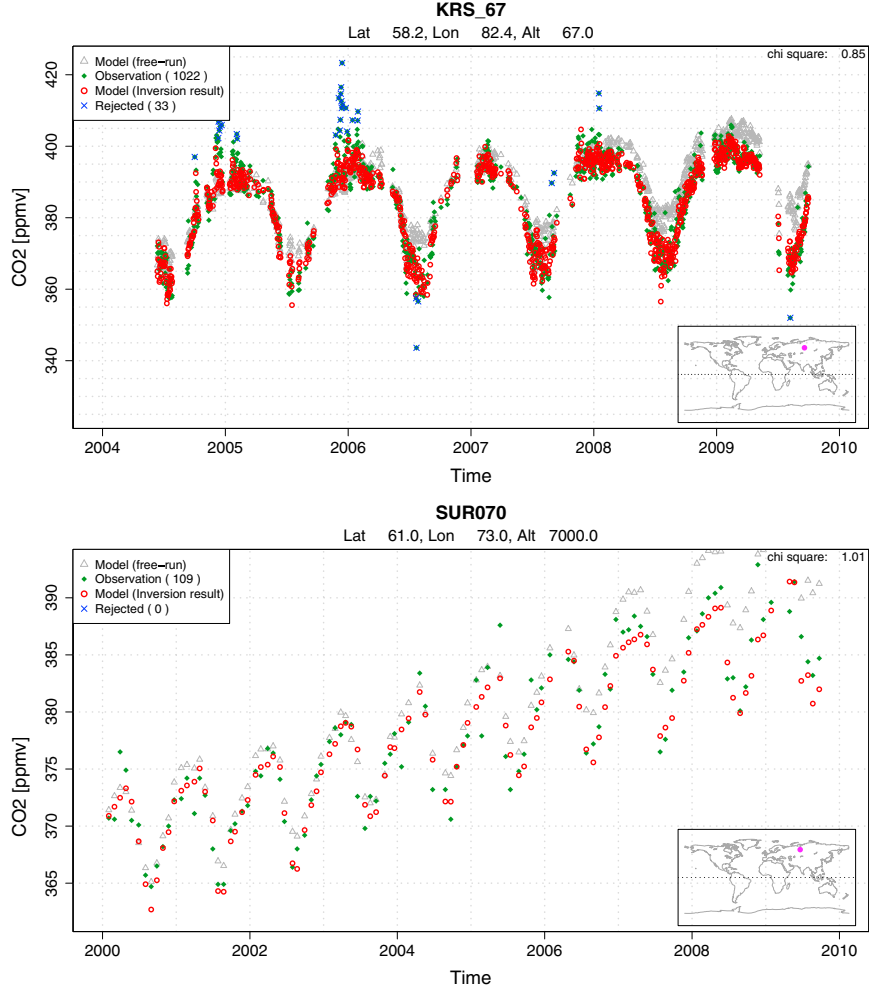 KRS_67
Lat 58.2, Lon 82.4, Alt 67.0
chi square: 0.85
Model (free−run)
Observation ( 1022 )
Model (Inversion result)
Rejected ( 33 )
CO2 [ppmv]
420
400
380
360
340
2004 2005 2006 2007 2008 2009 2010
Time
SUR070
Lat 61.0, Lon 73.0, Alt 7000.0
chi square: 1.01
Model (free−run)
Observation ( 109 )
Model (Inversion result)
Rejected ( 0 )
CO2 [ppmv]
390
385
380
375
370
365
2000 2002 2004 2006 2008 2010
Time